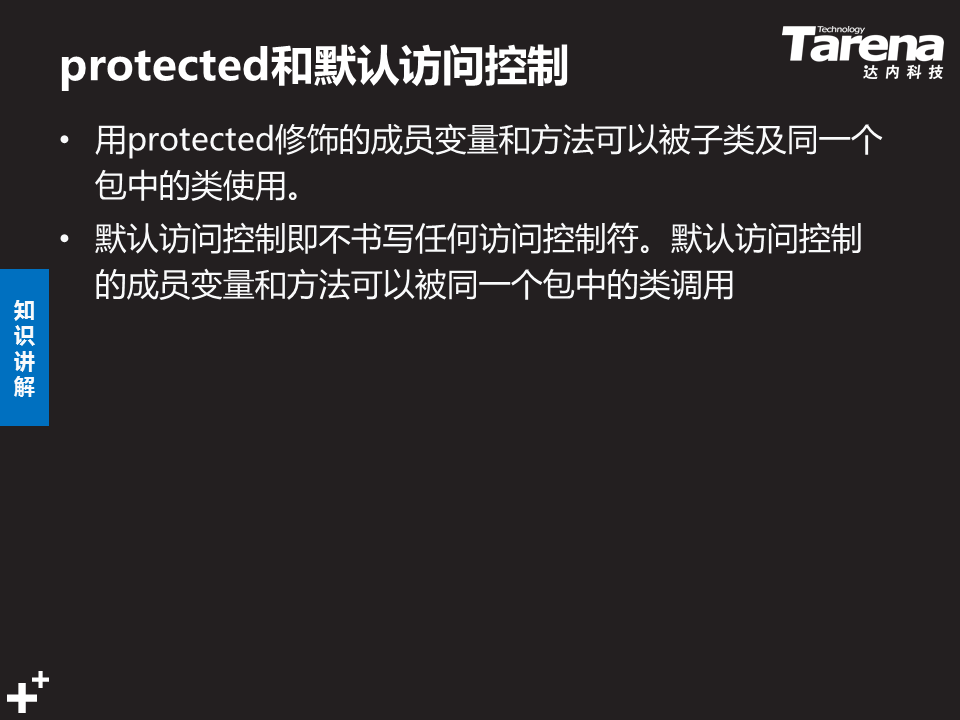 protected和默认访问控制
Technology
Tarena
达内科技
• 用protected修饰的成员变量和方法可以被子类及同一个
包中的类使用。
• 默认访问控制即不书写任何访问控制符。默认访问控制
的成员变量和方法可以被同一个包中的类调用
知
识
讲
解